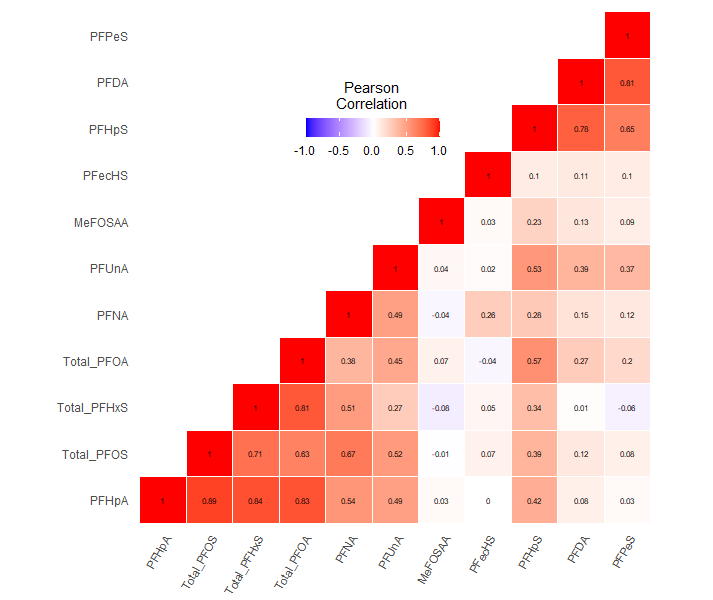 PFPeS 1
PFDA 1 0.81
Pearson
Correlation
-1.0 -0.5 0.0 0.5 1.0
PFHpS 1 0.78 0.65
PFecHS 1 0.1 0.11 0.1
MeFOSAA 1 0.03 0.23 0.13 0.09
PFUnA 1 0.04 0.02 0.53 0.39 0.37
PFNA 1 0.49 -0.04 0.26 0.28 0.15 0.12
Total_PFOA 1 0.38 0.45 0.07 -0.04 0.57 0.27 0.2
Total_PFHxS 1 0.81 0.51 0.27 -0.08 0.05 0.34 0.01 -0.06
Total_PFOS 1 0.71 0.63 0.67 0.52 -0.01 0.07 0.39 0.12 0.08
PFHpA 1 0.89 0.84 0.83 0.54 0.49 0.03 0 0.42 0.08 0.03
PFHpA Total_PFOS Total_PFHxS Total_PFOA PFNA PFUnA MeFOSAA PFecHS PFHpS PFDA PFPeS